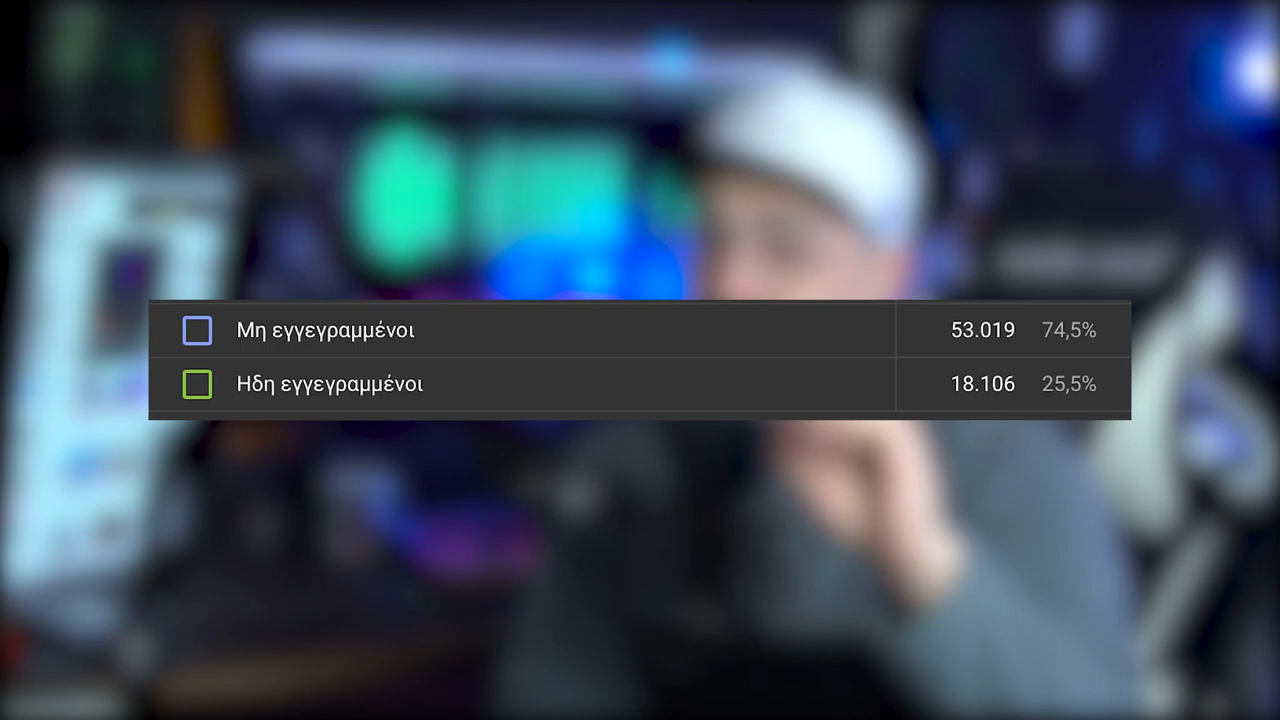 Μη εγγεγραμμένοι 53.019 74,5%
Ηδη εγγεγραμμένοι 18.106 25,5%